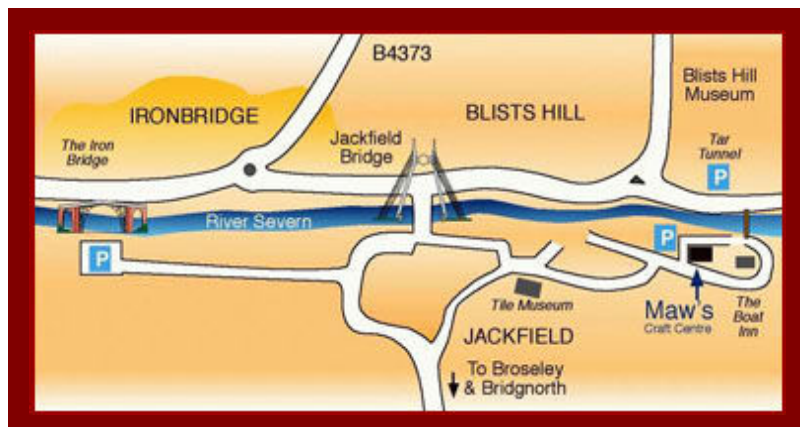 B4373
IRONBRIDGE
BLISTS HILL
Blists Hill
Museum
The Iron
Bridge
Jackfield
Bridge
Tar
Tunnel
P
River Severn
P
P
Tile Museum
Maw's
Craft Centre
The
Boat
Inn
JACKFIELD
To Broseley
& Bridgnorth